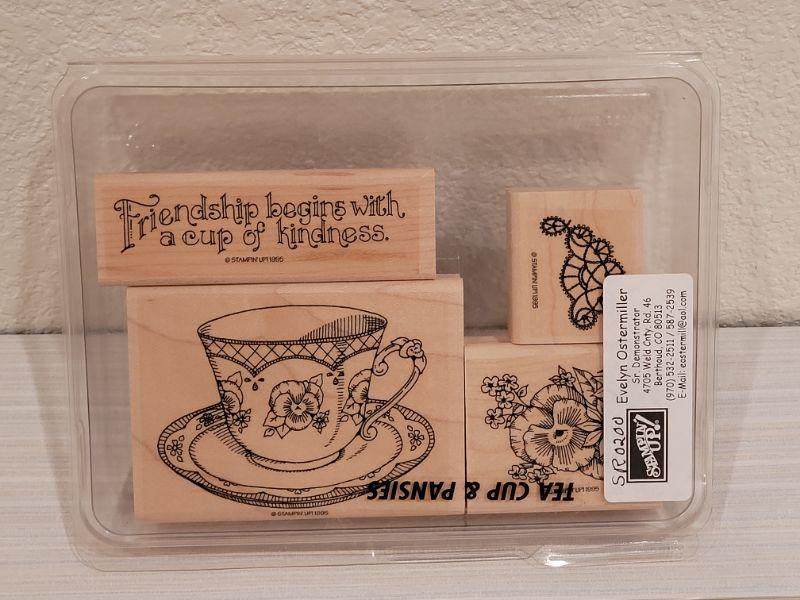 Friendship begins with
a cup of kindness.
© STAMPIN' UP! 1995
© STAMPIN' UP! 1995
© STAMPIN' UP! 1995
TEA CUP & PANSIES
1995
SR0200
STAMPIN'
UP!
Evelyn Ostermiller
Sr. Demonstrator
4705 Weld Cnty. Rd. 46
Berthoud, CO 80513
(970) 532-2511 / 587-2539
E-Mail: eostermill@aol.com